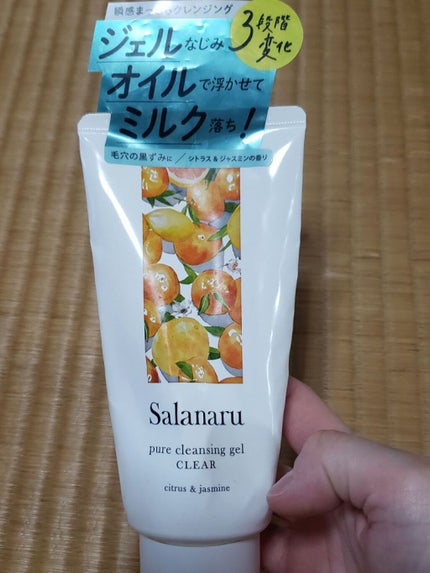 クレンジング
3段階
変化
ジェルなじみ
オイルで浮かせて
ミルク落ち!
毛穴の黒ずみに/シトラス&ジャスミンの香り
Salanaru
pure cleansing gel
CLEAR
citrus & jasmine